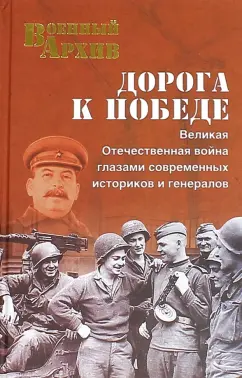 Военный
Архив
ДОРОГА
К ПОБЕДЕ
Великая
Отечественная война
глазами современных
историков и генералов